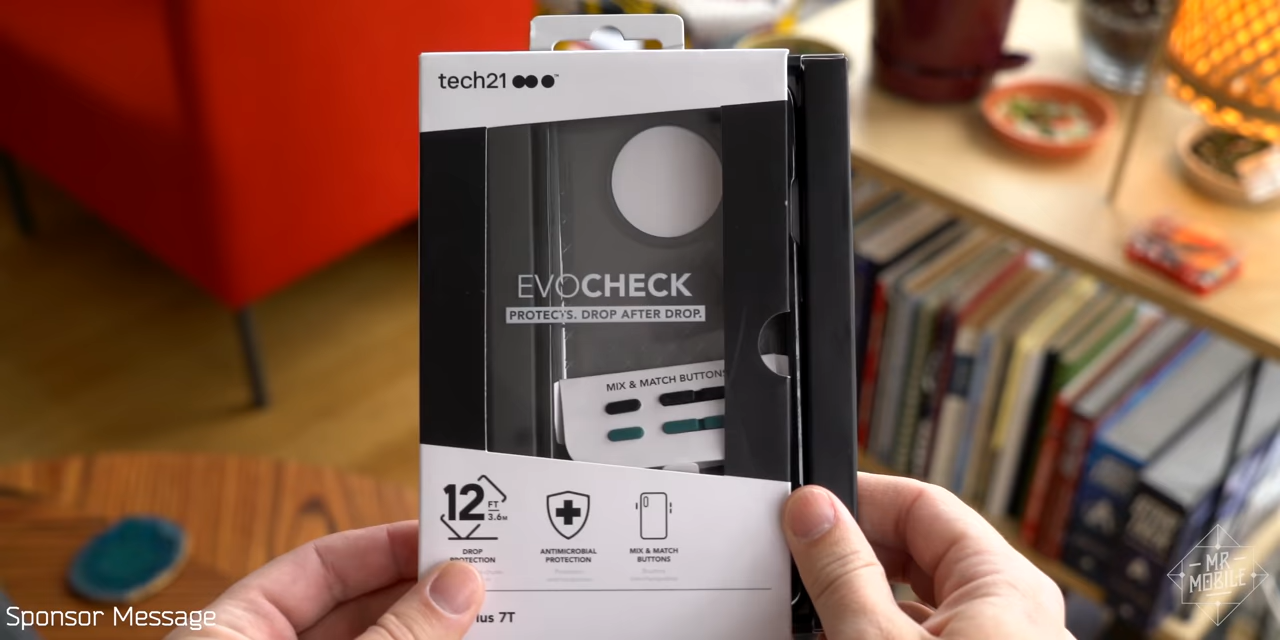 tech21
EVOCHECK
PROTECTS. DROP AFTER DROP.
MIX & MATCH BUTTONS
12 FT
3.6M
DROP
PROTECTION
ANTIMICROBIAL
PROTECTION
MIX & MATCH
BUTTONS
7T
Sponsor Message
MR
MOBILE